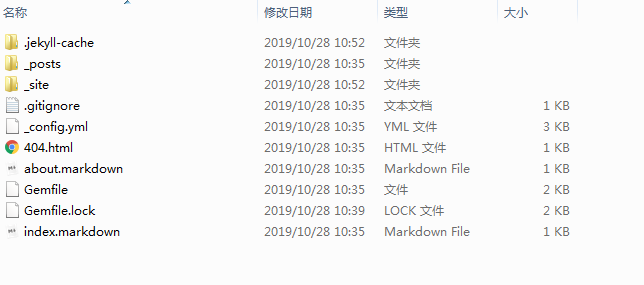 名称 修改日期 类型 大小
.jekyll-cache 2019/10/28 10:52 文件夹
_posts 2019/10/28 10:35 文件夹
_site 2019/10/28 10:52 文件夹
.gitignore 2019/10/28 10:35 文本文档 1 KB
_config.yml 2019/10/28 10:35 YML 文件 3 KB
404.html 2019/10/28 10:35 HTML 文件 1 KB
about.markdown 2019/10/28 10:35 Markdown File 1 KB
Gemfile 2019/10/28 10:35 文件 2 KB
Gemfile.lock 2019/10/28 10:39 LOCK 文件 2 KB
index.markdown 2019/10/28 10:35 Markdown File 1 KB